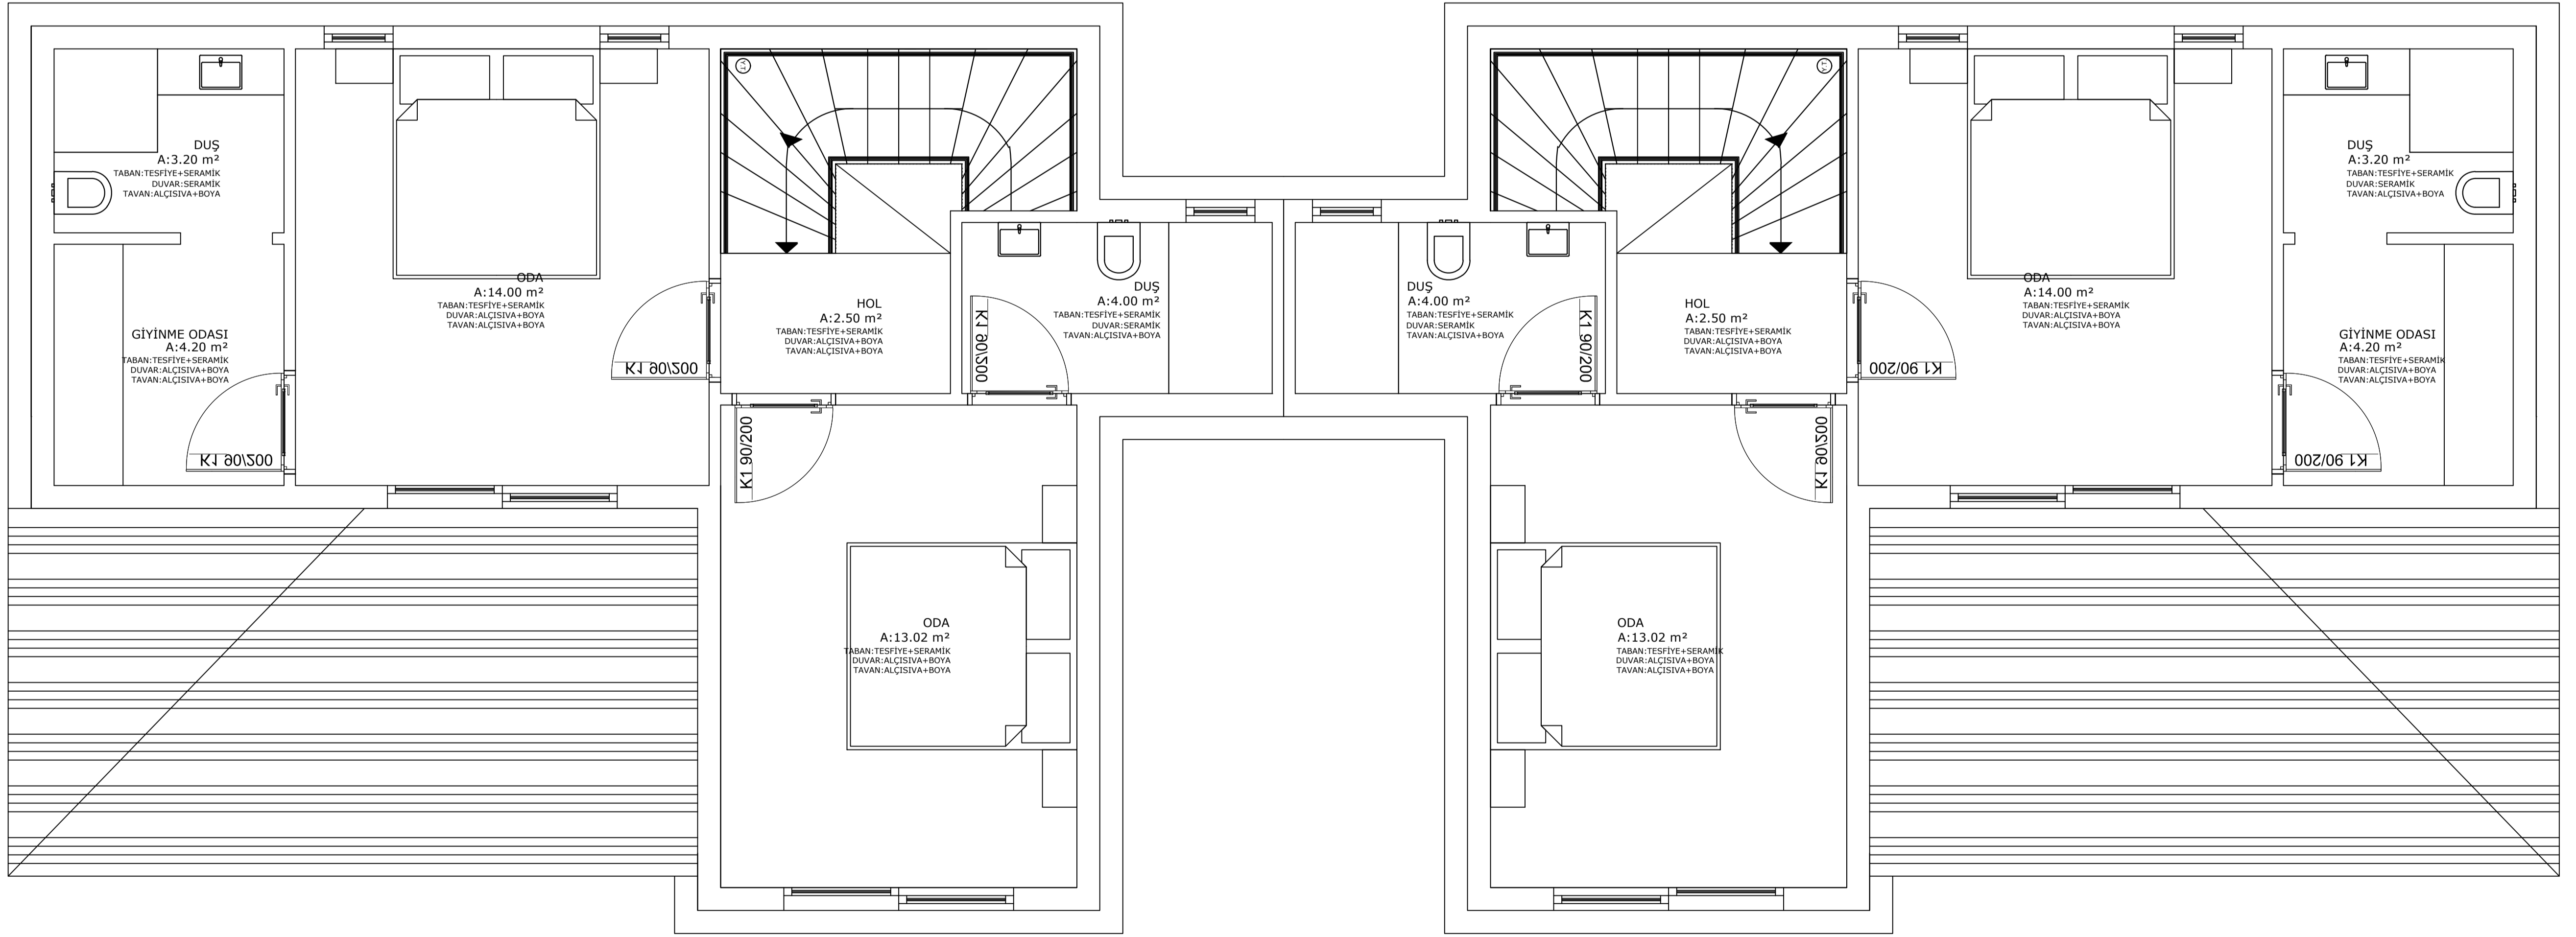 YT
YT
DUŞ
A:3.20 m²
TABAN:TESFİYE+SERAMİK
DUVAR:SERAMİK
TAVAN:ALÇISIVA+BOYA
DUŞ
A:3.20 m²
TABAN:TESFİYE+SERAMİK
DUVAR:SERAMİK
TAVAN:ALÇISIVA+BOYA
ODA
A:14.00 m²
TABAN:TESFİYE+SERAMİK
DUVAR:ALÇISIVA+BOYA
TAVAN:ALÇISIVA+BOYA
HOL
A:2.50 m²
TABAN:TESFİYE+SERAMİK
DUVAR:ALÇISIVA+BOYA
TAVAN:ALÇISIVA+BOYA
DUŞ
A:4.00 m²
TABAN:TESFİYE+SERAMİK
DUVAR:SERAMİK
TAVAN:ALÇISIVA+BOYA
DUŞ
A:4.00 m²
TABAN:TESFİYE+SERAMİK
DUVAR:SERAMİK
TAVAN:ALÇISIVA+BOYA
HOL
A:2.50 m²
TABAN:TESFİYE+SERAMİK
DUVAR:ALÇISIVA+BOYA
TAVAN:ALÇISIVA+BOYA
ODA
A:14.00 m²
TABAN:TESFİYE+SERAMİK
DUVAR:ALÇISIVA+BOYA
TAVAN:ALÇISIVA+BOYA
GİYİNME ODASI
A:4.20 m²
TABAN:TESFİYE+SERAMİK
DUVAR:ALÇISIVA+BOYA
TAVAN:ALÇISIVA+BOYA
GİYİNME ODASI
A:4.20 m²
TABAN:TESFİYE+SERAMİK
DUVAR:ALÇISIVA+BOYA
TAVAN:ALÇISIVA+BOYA
K1 90/200
K1 90/200
K1 90/200
K1 90/200
K1 90/200
K1 90/200
K1 90/200
K1 90/200
ODA
A:13.02 m²
TABAN:TESFİYE+SERAMİK
DUVAR:ALÇISIVA+BOYA
TAVAN:ALÇISIVA+BOYA
ODA
A:13.02 m²
TABAN:TESFİYE+SERAMİK
DUVAR:ALÇISIVA+BOYA
TAVAN:ALÇISIVA+BOYA